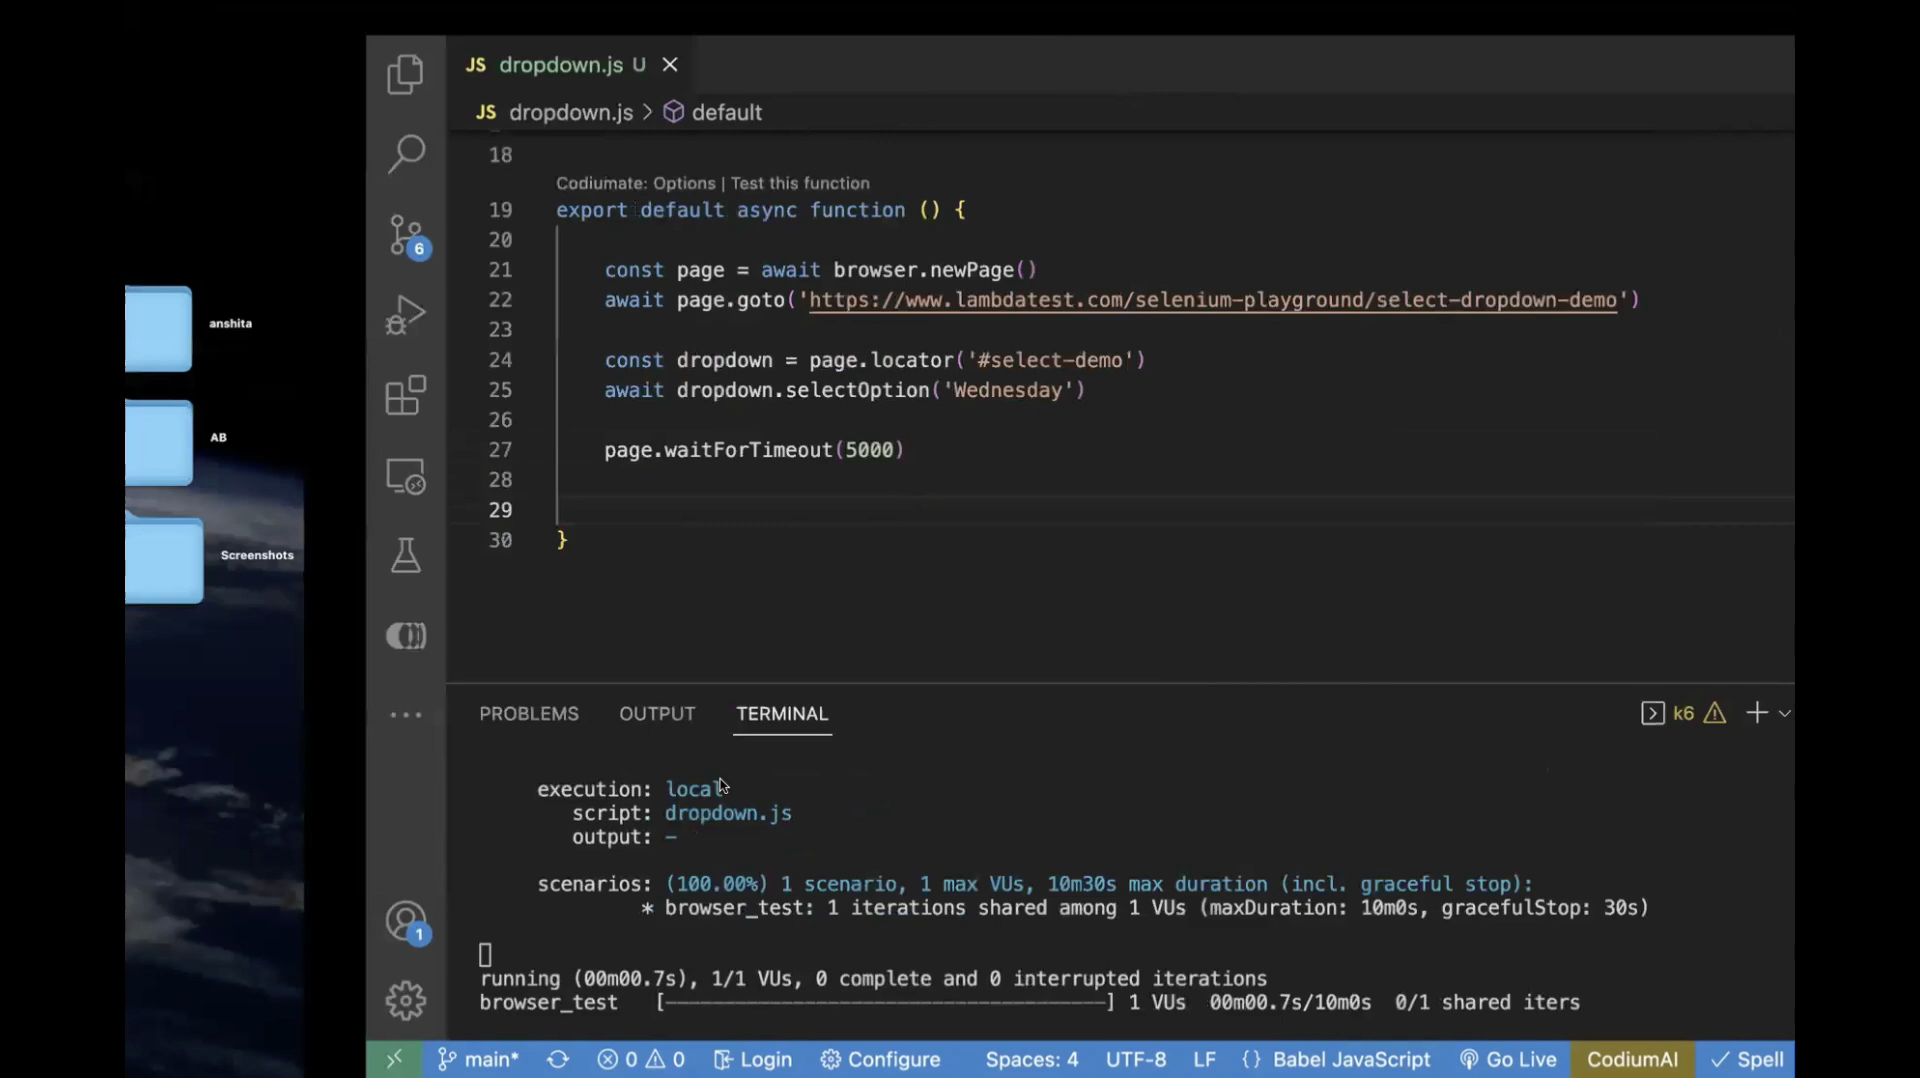 JS dropdown.js U
JS dropdown.js > default
anshita
AB
Screenshots
6
18
Codiumate: Options | Test this function
19 export default async function () {
20
21 const page = await browser.newPage()
22 await page.goto('https://www.lambdatest.com/selenium-playground/select-dropdown-demo')
23
24 const dropdown = page.locator('#select-demo')
25 await dropdown.selectOption('Wednesday')
26
27 page.waitForTimeout(5000)
28
29
30 }
PROBLEMS OUTPUT TERMINAL k6
execution: local
script: dropdown.js
output: -
scenarios: (100.00%) 1 scenario, 1 max VUs, 10m30s max duration (incl. graceful stop):
* browser_test: 1 iterations shared among 1 VUs (maxDuration: 10m0s, gracefulStop: 30s)
1
running (00m00.7s), 1/1 VUs, 0 complete and 0 interrupted iterations
browser_test [--------------------------------------] 1 VUs 00m00.7s/10m0s 0/1 shared iters
main* 0 0 Login Configure Spaces: 4 UTF-8 LF {} Babel JavaScript Go Live CodiumAI Spell